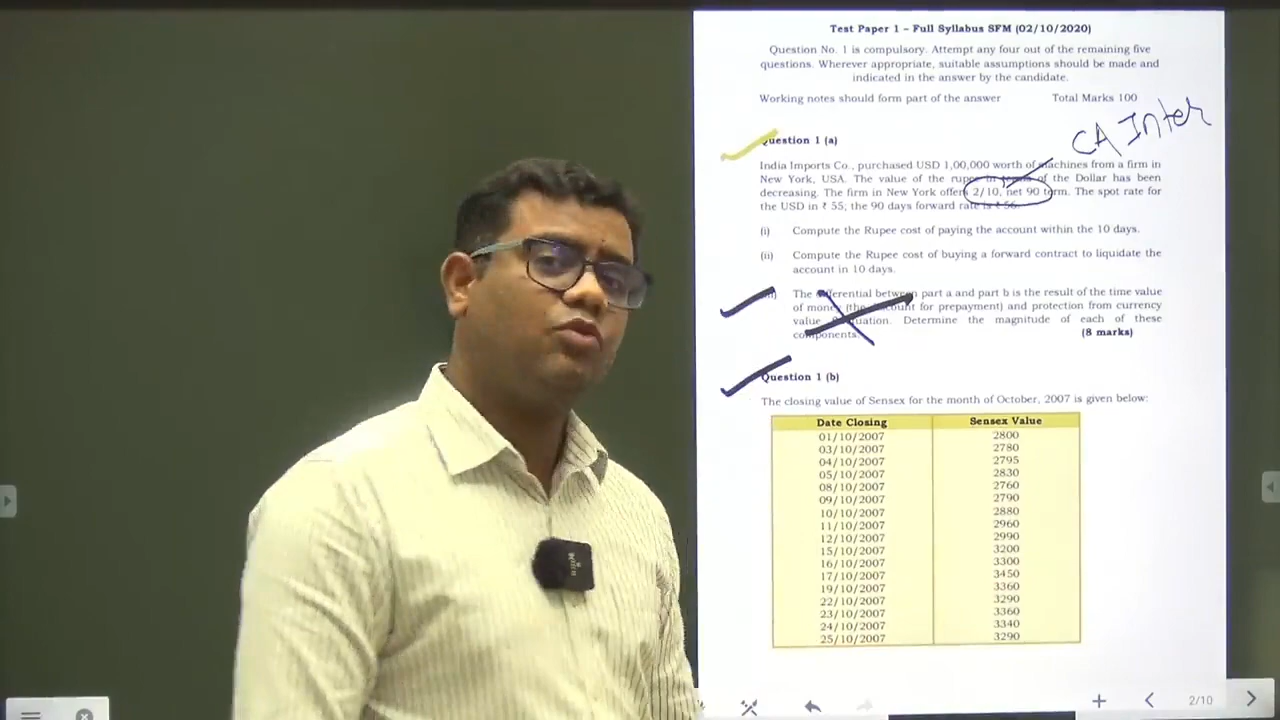 Test Paper 1 – Full Syllabus SFM (02/10/2020)
Question No. 1 is compulsory. Attempt any four out of the remaining five
questions. Wherever appropriate, suitable assumptions should be made and
indicated in the answer by the candidate.
Working notes should form part of the answer Total Marks 100
CA Inter
Question 1 (a)
India Imports Co., purchased USD 1,00,000 worth of machines from a firm in
New York, USA. The value of the rupee in terms of the Dollar has been
decreasing. The firm in New York offers 2/10, net 90 term. The spot rate for
the USD in ₹ 55; the 90 days forward rate is ₹ 56.
(i) Compute the Rupee cost of paying the account within the 10 days.
(ii) Compute the Rupee cost of buying a forward contract to liquidate the
account in 10 days.
The differential between part a and part b is the result of the time value
of money (the discount for prepayment) and protection from currency
value. Determine the magnitude of each of these
components. (8 marks)
Question 1 (b)
The closing value of Sensex for the month of October, 2007 is given below:
Date Closing Sensex Value
01/10/2007 2800
03/10/2007 2780
04/10/2007 2795
05/10/2007 2830
08/10/2007 2760
09/10/2007 2790
10/10/2007 2880
11/10/2007 2960
12/10/2007 2990
15/10/2007 3200
16/10/2007 3300
17/10/2007 3450
19/10/2007 3360
22/10/2007 3290
23/10/2007 3360
24/10/2007 3340
25/10/2007 3290
2/10